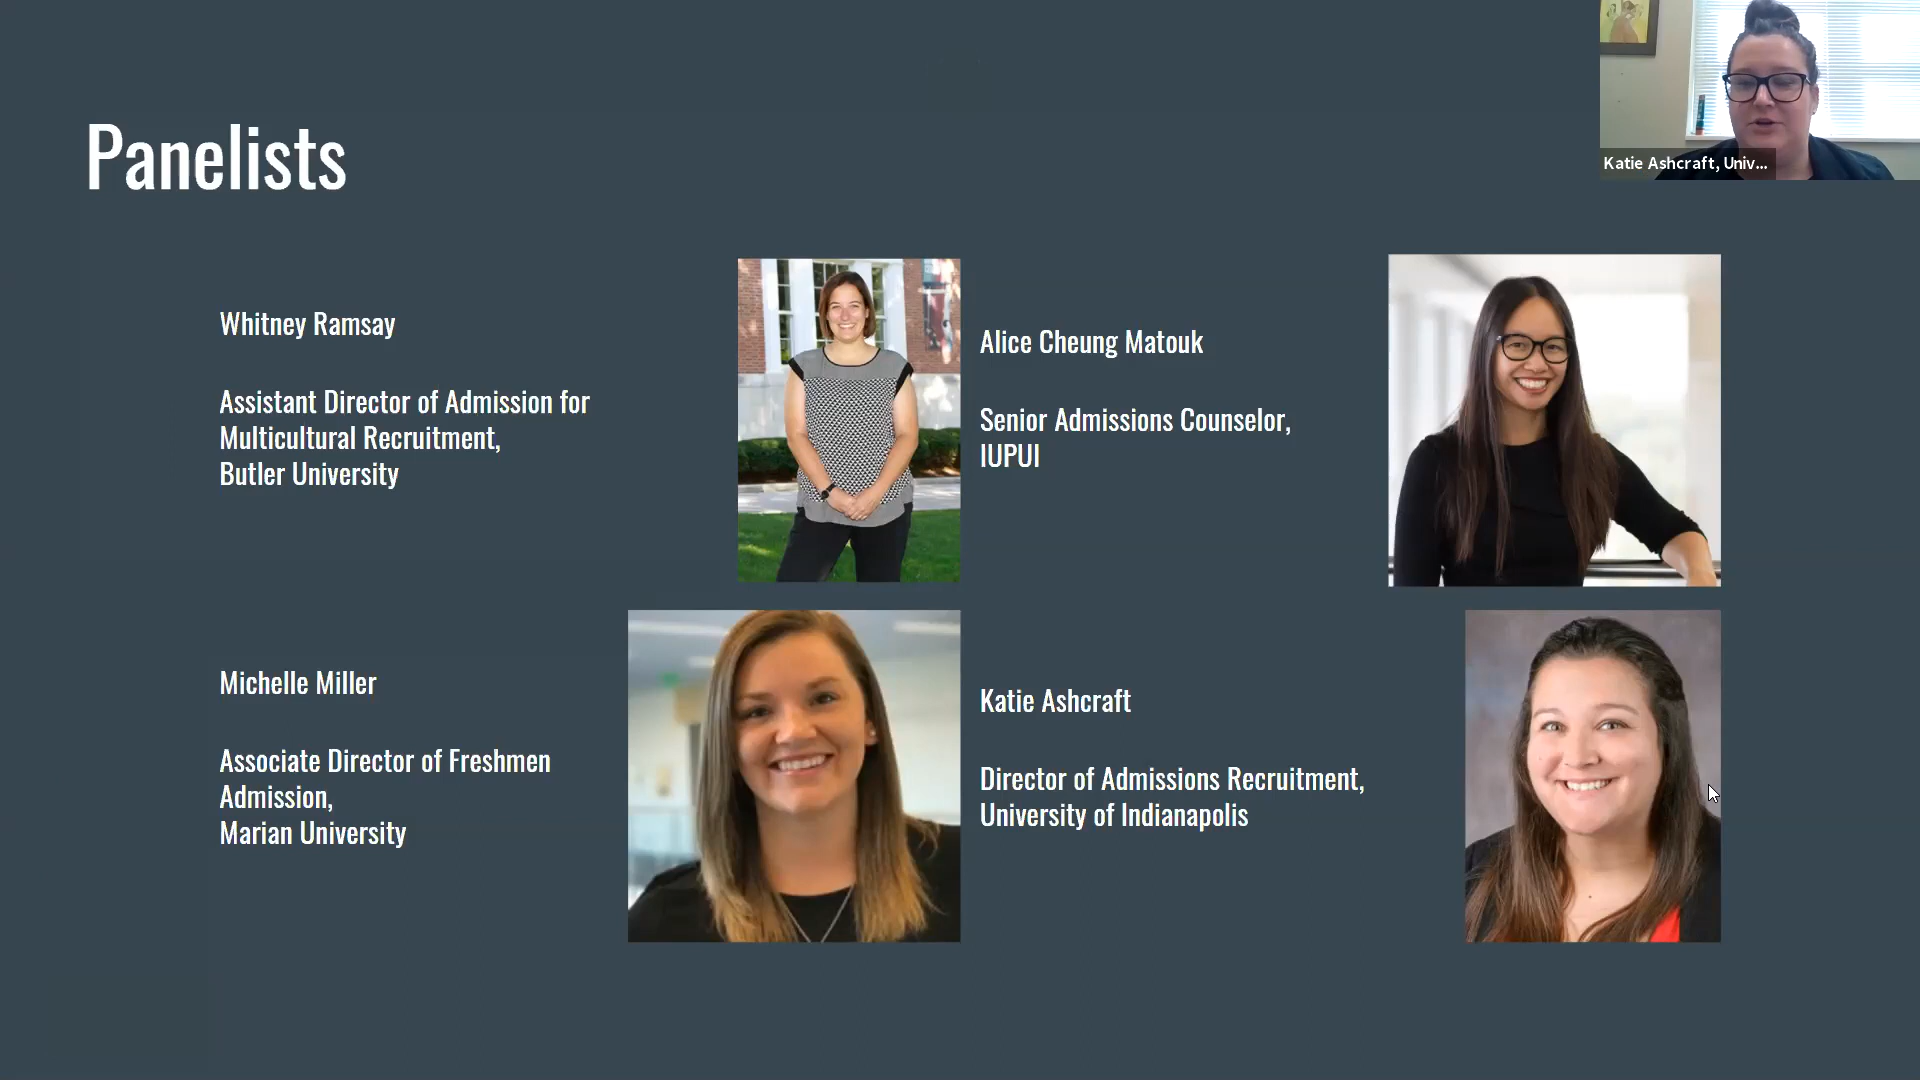 Katie Ashcraft, Univ...
Panelists
Whitney Ramsay
Assistant Director of Admission for
Multicultural Recruitment,
Butler University
Alice Cheung Matouk
Senior Admissions Counselor,
IUPUI
Michelle Miller
Associate Director of Freshmen
Admission,
Marian University
Katie Ashcraft
Director of Admissions Recruitment,
University of Indianapolis